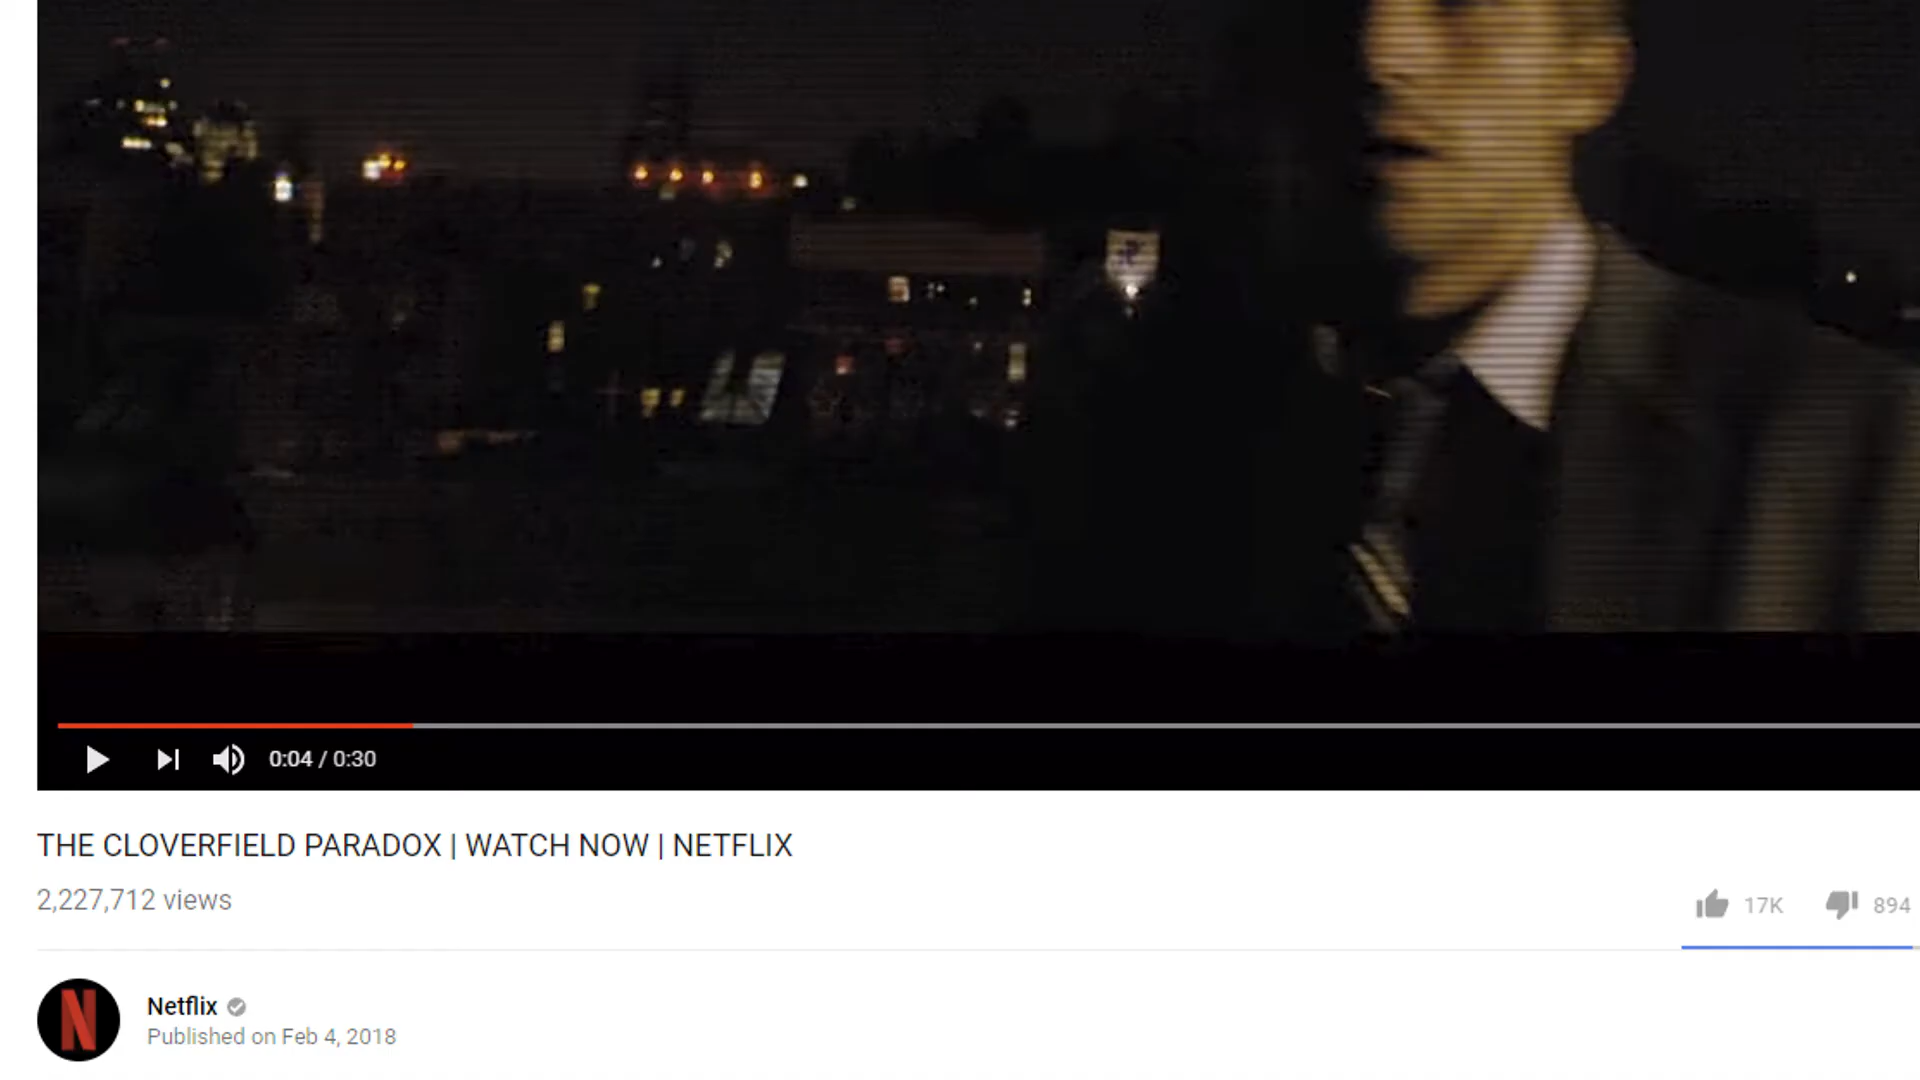 0:04 / 0:30
THE CLOVERFIELD PARADOX | WATCH NOW | NETFLIX
2,227,712 views
17K 894
N
Netflix
Published on Feb 4, 2018